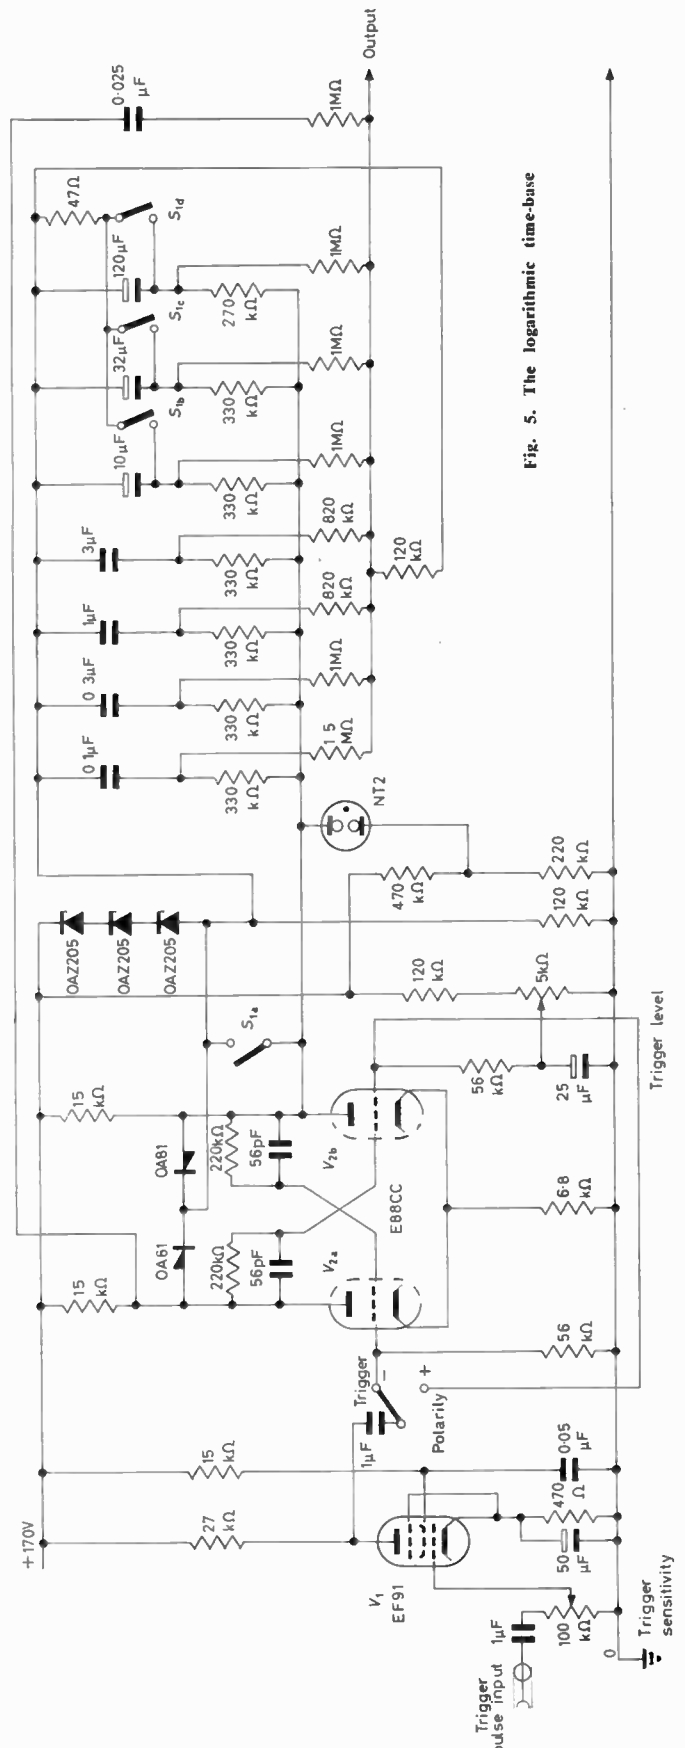 +170V
27
kΩ
15
kΩ
15
kΩ
15
kΩ
OA61
OA81
220kΩ
56pF
220kΩ
56pF
V2a
V2b
E88CC
Trigger
−
+
Polarity
1μF
V1
EF91
Trigger
pulse input
1μF
100
kΩ
0
Trigger
sensitivity
50
μF
470
Ω
0·05
μF
56
kΩ
6·8
kΩ
56
kΩ
25
μF
5kΩ
120
kΩ
Trigger level
S1a
OAZ205
OAZ205
OAZ205
120
kΩ
470
kΩ
220
kΩ
NT2
0 1μF
0 3μF
1μF
3μF
10μF
32μF
120μF
47Ω
S1b
S1c
S1d
330
kΩ
330
kΩ
330
kΩ
330
kΩ
330
kΩ
330
kΩ
270
kΩ
1 5
MΩ
1MΩ
820
kΩ
820
kΩ
1MΩ
1MΩ
1MΩ
1MΩ
120
kΩ
0·025
μF
Output
Fig. 5. The logarithmic time-base